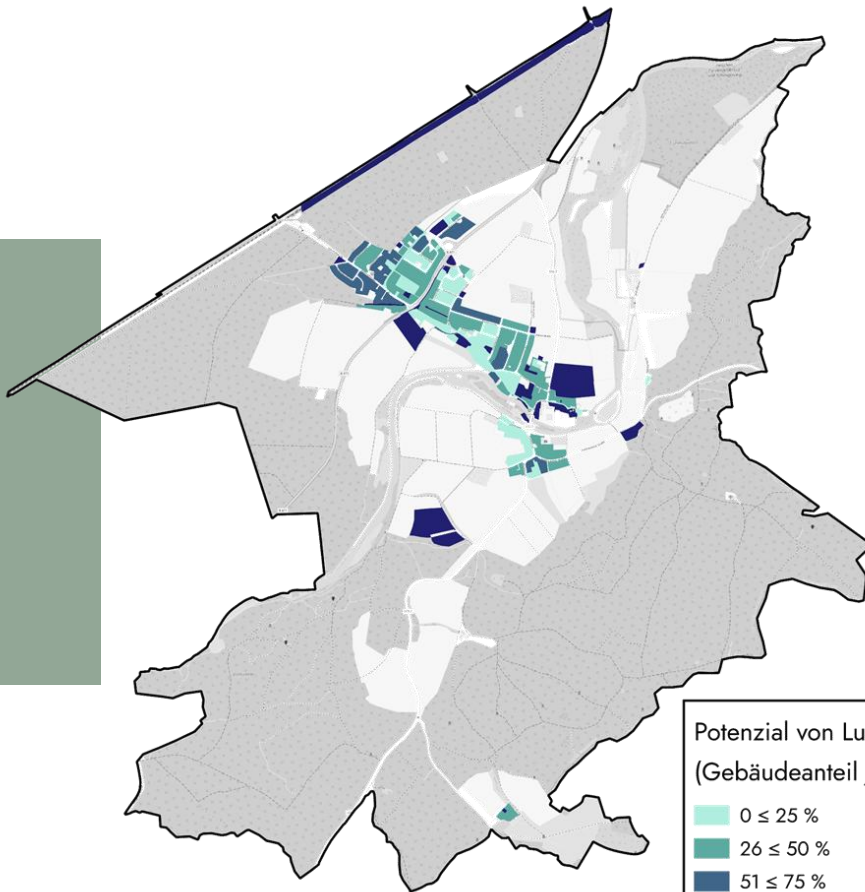 Potenzial von Lu
(Gebäudeanteil
0 ≤ 25 %
26 ≤ 50 %
51 ≤ 75 %